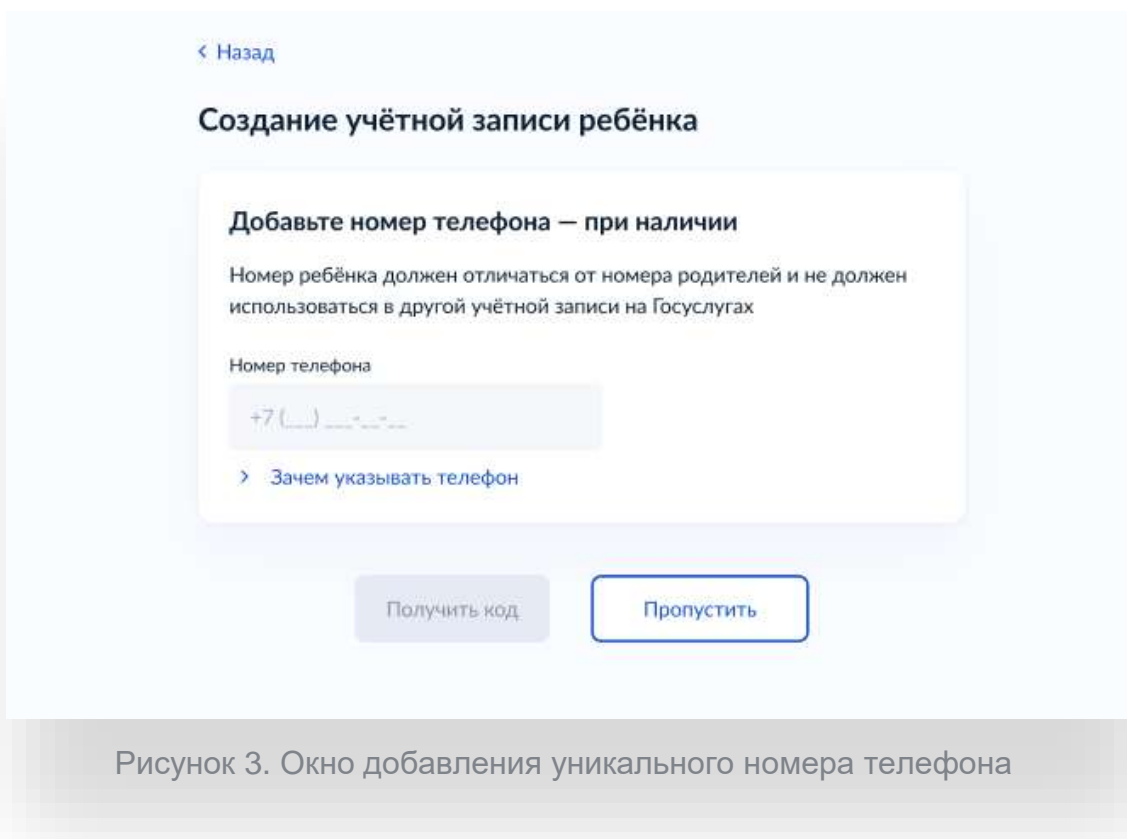 Назад
Создание учётной записи ребёнка
Добавьте номер телефона — при наличии
Номер ребёнка должен отличаться от номера родителей и не должен
использоваться в другой учётной записи на Госуслугах
Номер телефона
+7 (___) ___-__-__
Зачем указывать телефон
Получить код
Пропустить
Рисунок 3. Окно добавления уникального номера телефона